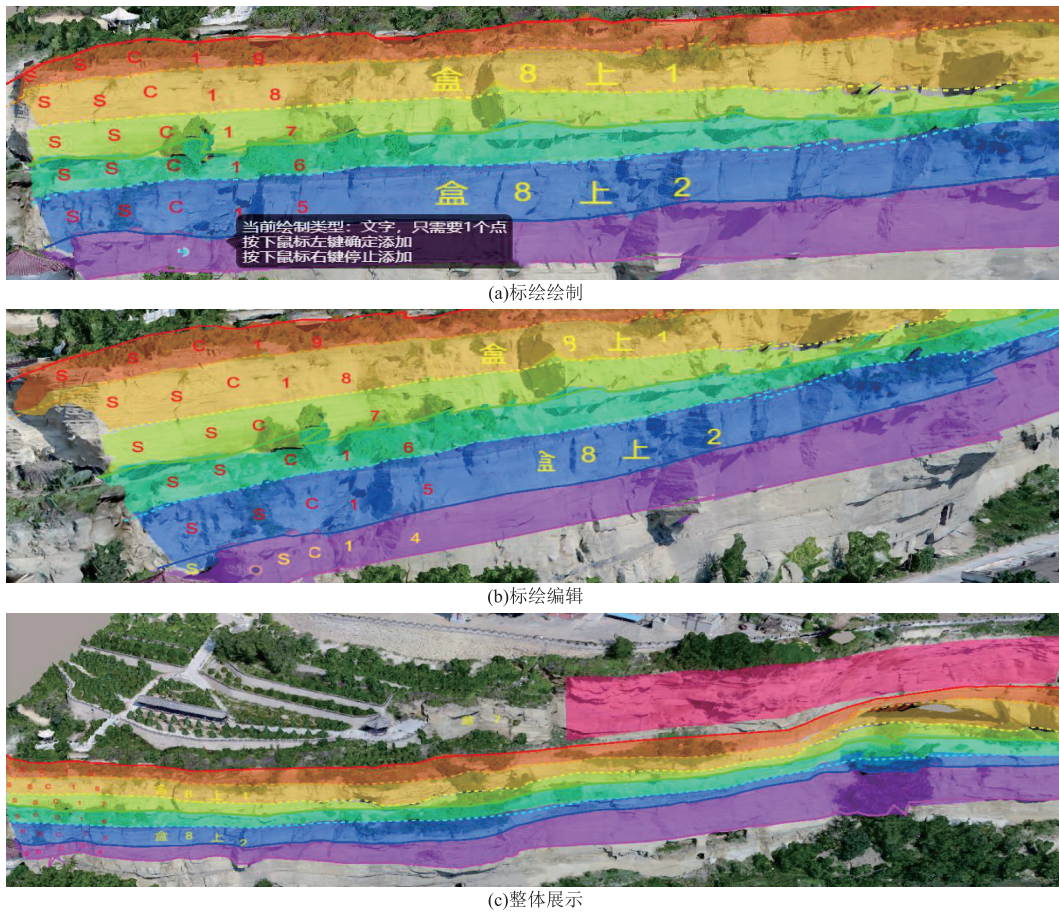 S S C 1 9
盒 8 上 1
S S C 1 8
S S C 1 7
S S C 1 6
盒 8 上 2
S S C 1 5
当前绘制类型：文字，只需要1个点
按下鼠标左键确定添加
按下鼠标右键停止添加
(a)标绘绘制
S S C 1 9
盒 8 上 1
S S C 1 8
S S C 7
S S C 1 6
盒 8 上 2
S S C 1 5
S S C 1 4
(b)标绘编辑
盒 8 上 1
盒 8 上 2
(c)整体展示